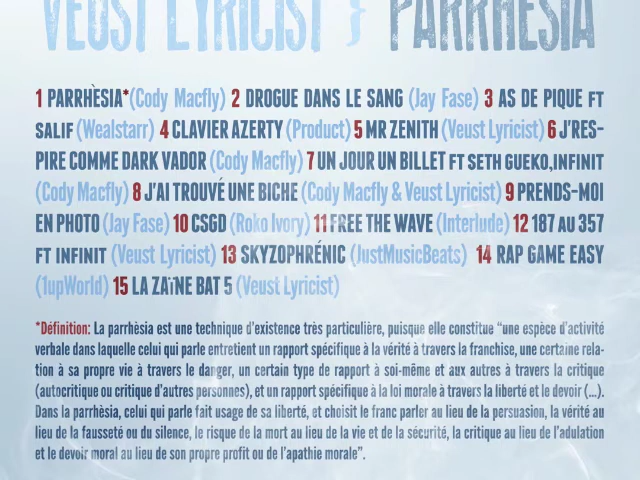 VEUST LYRICIST } PARRHÈSIA
1 PARRHÈSIA*(Cody Macfly) 2 DROGUE DANS LE SANG (Jay Fase) 3 AS DE PIQUE FT
SALIF (Wealstarr) 4 CLAVIER AZERTY (Product) 5 MR ZENITH (Veust Lyricist) 6 J'RES-
PIRE COMME DARK VADOR (Cody Macfly) 7 UN JOUR UN BILLET FT SETH GUEKO,INFINIT
(Cody Macfly) 8 J'AI TROUVÉ UNE BICHE (Cody Macfly & Veust Lyricist) 9 PRENDS-MOI
EN PHOTO (Jay Fase) 10 CSGD (Roko Ivory) 11 FREE THE WAVE (Interlude) 12 187 AU 357
FT INFINIT (Veust Lyricist) 13 SKYZOPHRÉNIC (JustMusicBeats) 14 RAP GAME EASY
(1upWorld) 15 LA ZAÏNE BAT 5 (Veust Lyricist)
*Définition: La parrhèsia est une technique d'existence très particulière, puisque elle constitue "une espèce d'activité
verbale dans laquelle celui qui parle entretient un rapport spécifique à la vérité à travers la franchise, une certaine rela-
tion à sa propre vie à travers le danger, un certain type de rapport à soi-même et aux autres à travers la critique
(autocritique ou critique d'autres personnes), et un rapport spécifique à la loi morale à travers la liberté et le devoir (...).
Dans la parrhèsia, celui qui parle fait usage de sa liberté, et choisit le franc parler au lieu de la persuasion, la vérité au
lieu de la fausseté ou du silence, le risque de la mort au lieu de la vie et de la sécurité, la critique au lieu de l'adulation
et le devoir moral au lieu de son propre profit ou de l'apathie morale".